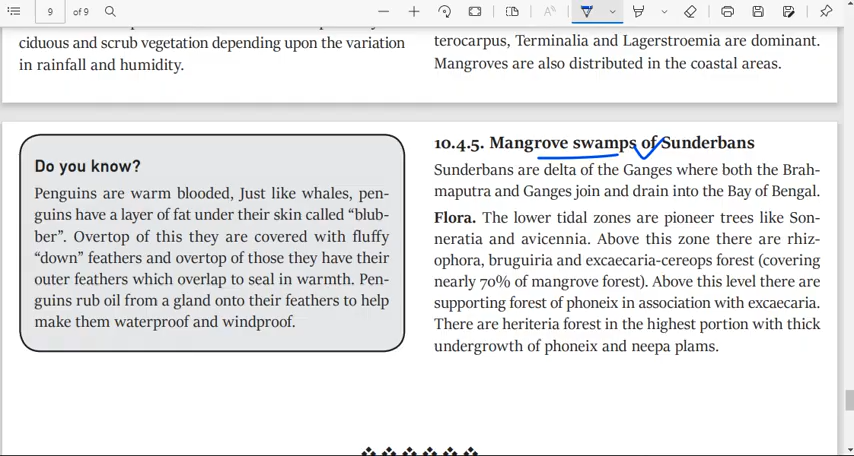 9 of 9
ciduous and scrub vegetation depending upon the variation
in rainfall and humidity.
terocarpus, Terminalia and Lagerstroemia are dominant.
Mangroves are also distributed in the coastal areas.
Do you know?
Penguins are warm blooded, Just like whales, pen-
guins have a layer of fat under their skin called “blub-
ber”. Overtop of this they are covered with fluffy
“down” feathers and overtop of those they have their
outer feathers which overlap to seal in warmth. Pen-
guins rub oil from a gland onto their feathers to help
make them waterproof and windproof.
10.4.5. Mangrove swamps of Sunderbans
Sunderbans are delta of the Ganges where both the Brah-
maputra and Ganges join and drain into the Bay of Bengal.
Flora. The lower tidal zones are pioneer trees like Son-
neratia and avicennia. Above this zone there are rhiz-
ophora, bruguiria and excaecaria-cereops forest (covering
nearly 70% of mangrove forest). Above this level there are
supporting forest of phoneix in association with excaecaria.
There are heriteria forest in the highest portion with thick
undergrowth of phoneix and neepa plams.